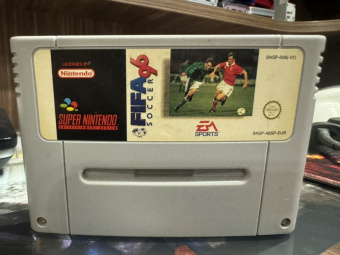 LICENSED BY
Nintendo
SUPER NINTENDO
ENTERTAINMENT SYSTEM
FIFA 96
SOCCER
EA
SPORTS
SNSP-A6SP-EUR